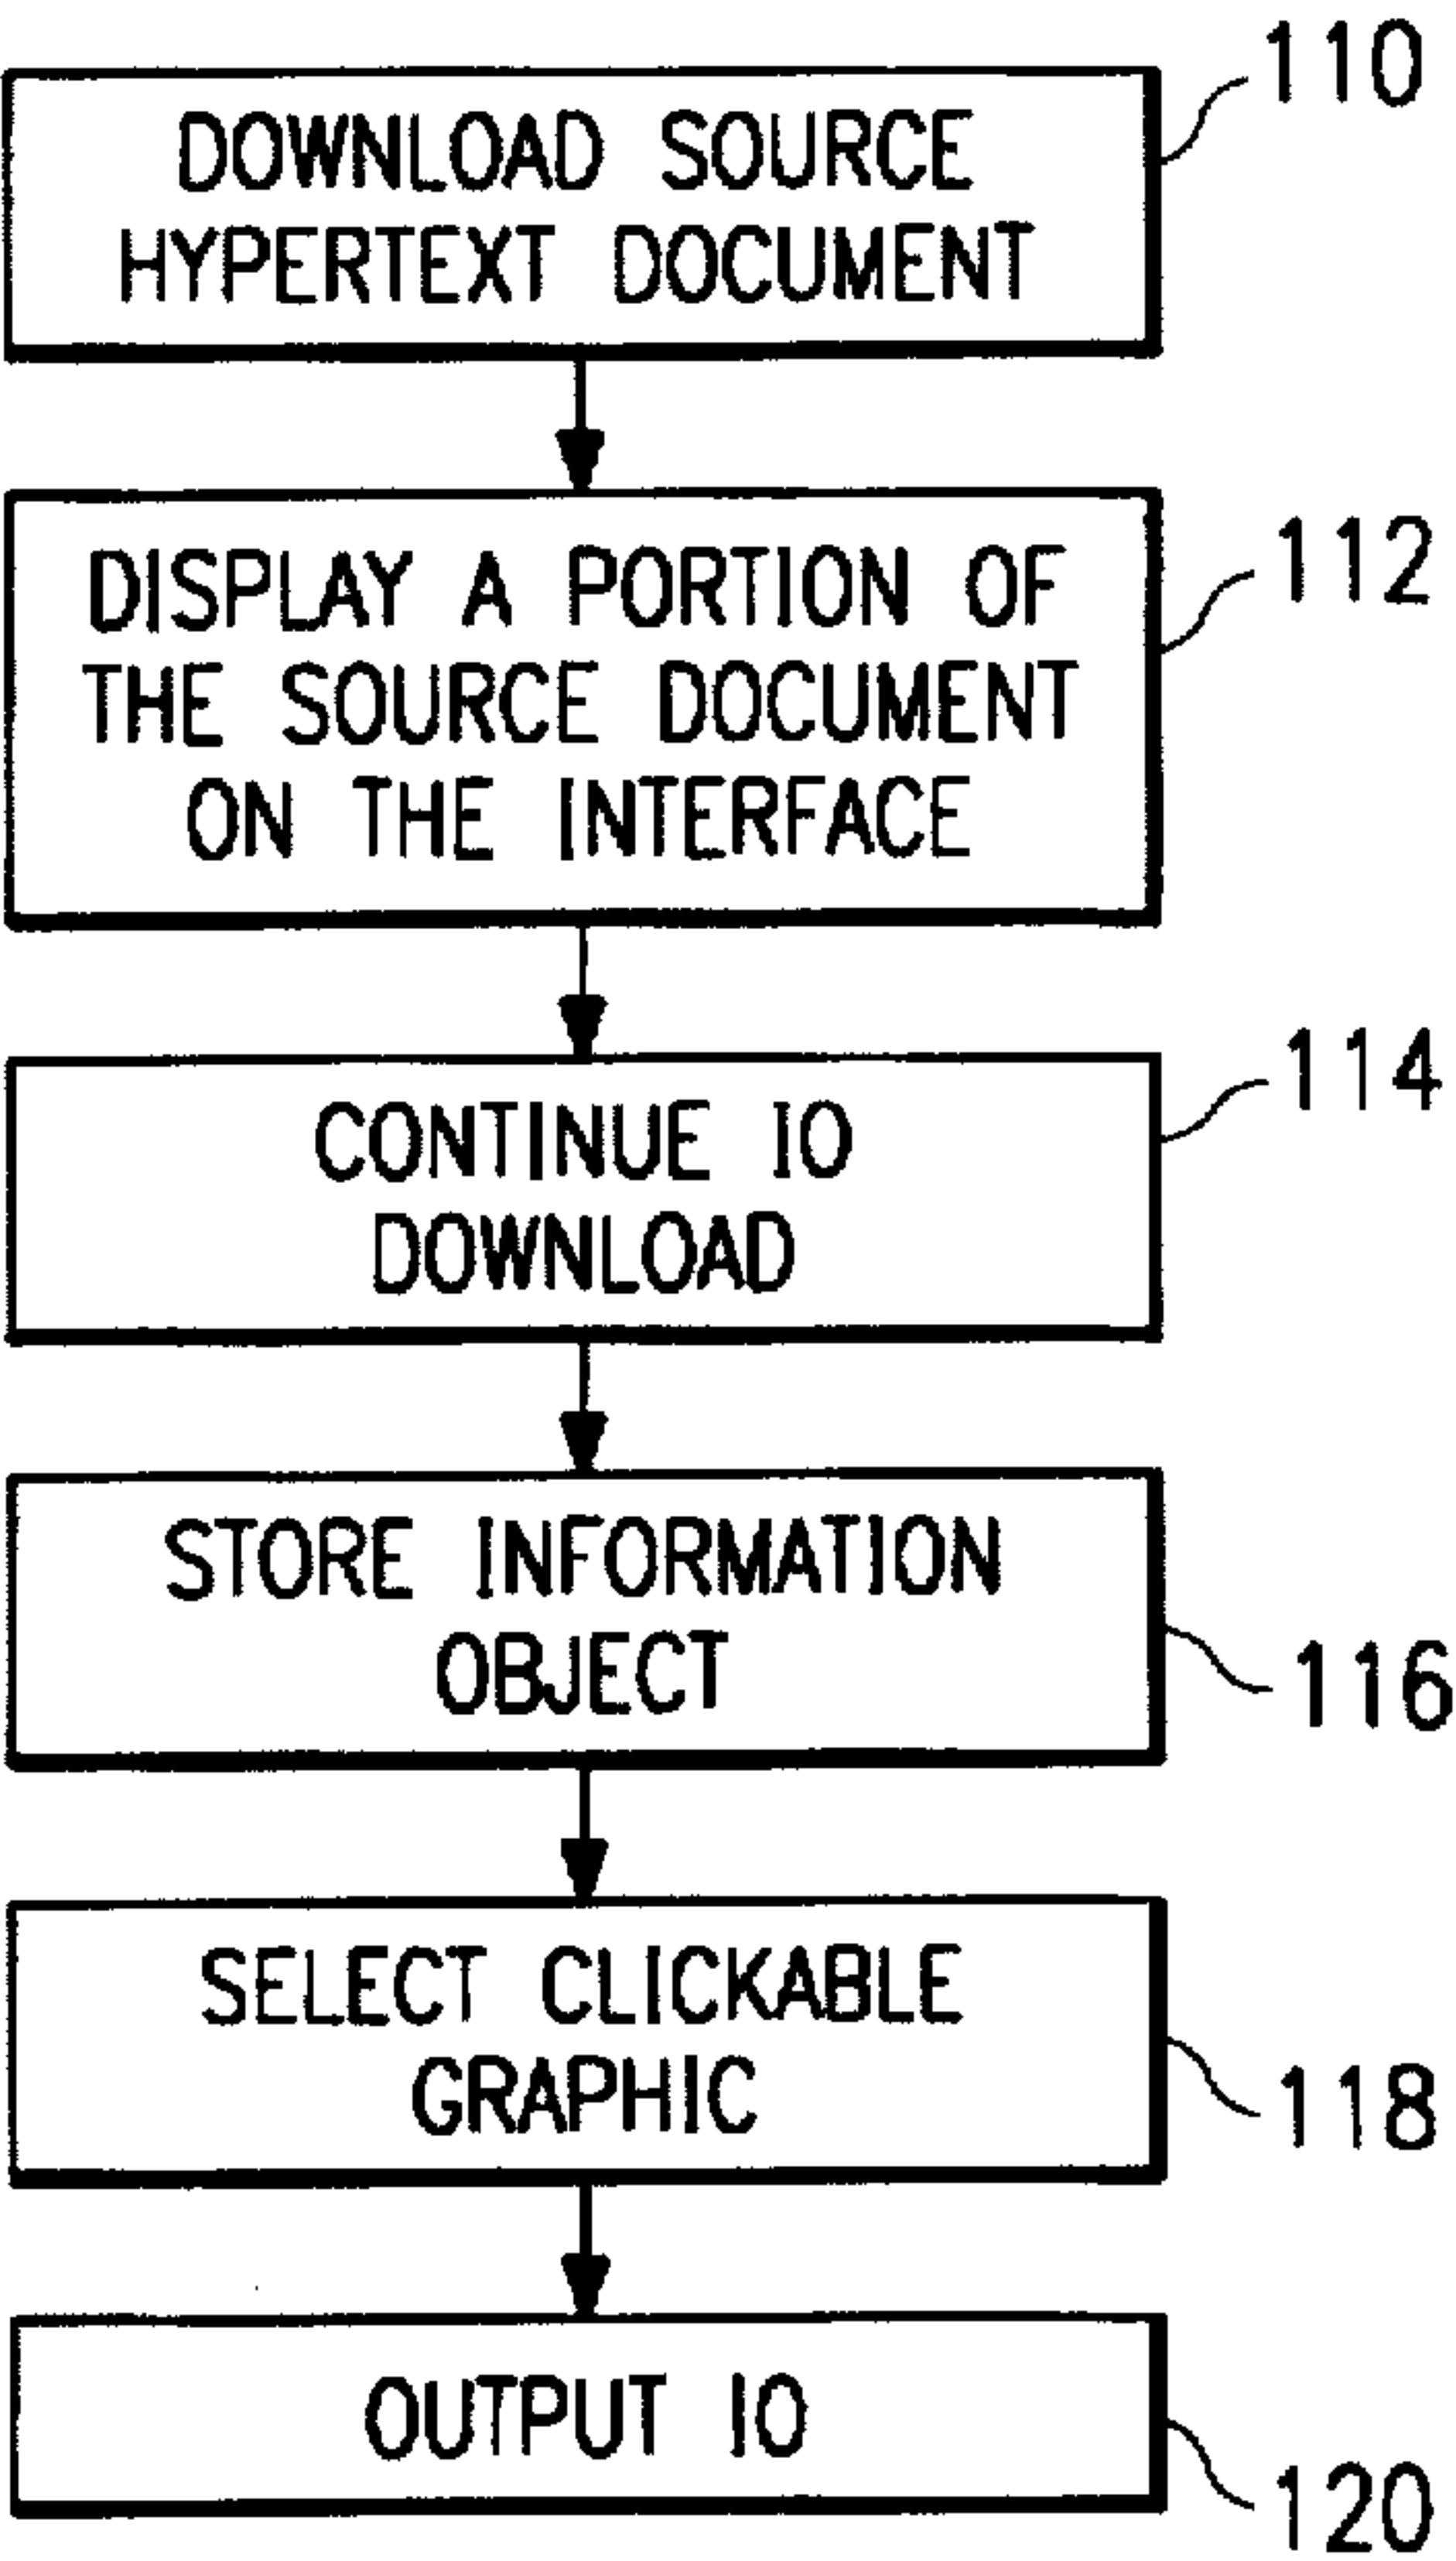 110
DOWNLOAD SOURCE
HYPERTEXT DOCUMENT
112
DISPLAY A PORTION OF
THE SOURCE DOCUMENT
ON THE INTERFACE
114
CONTINUE IO
DOWNLOAD
STORE INFORMATION
OBJECT
116
SELECT CLICKABLE
GRAPHIC
118
OUTPUT IO
120